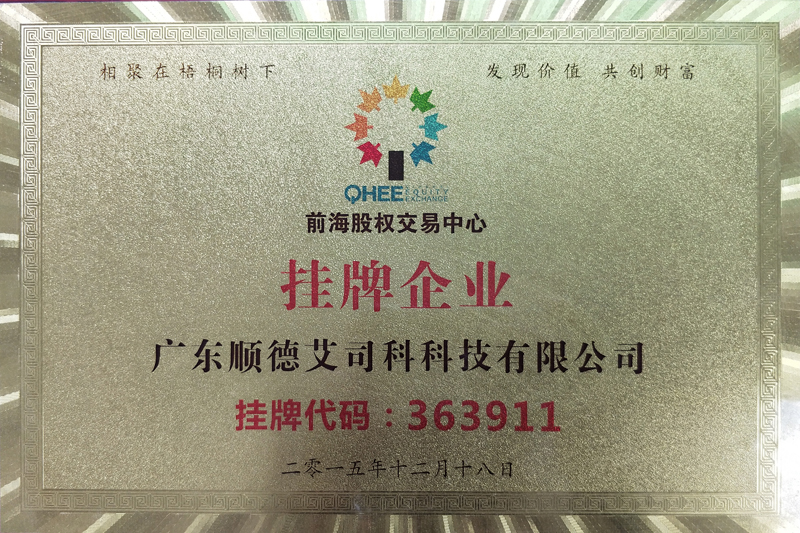 相聚在梧桐树下
发现价值 共创财富
QHEE EQUITY
EXCHANGE
前海股权交易中心
挂牌企业
广东顺德艾司科科技有限公司
挂牌代码：363911
二零一五年十二月十八日